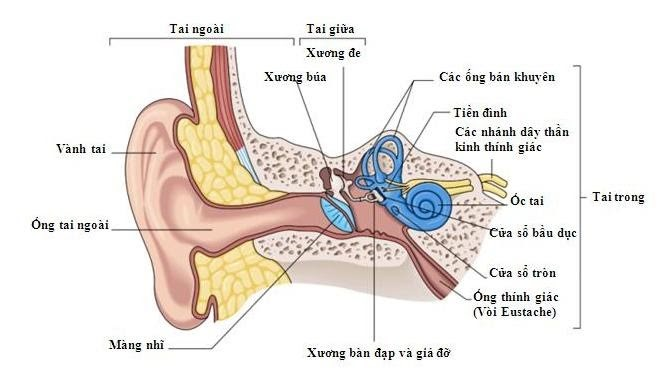 Tai ngoài
Tai giữa
Xương đe
Xương búa
Các ống bán khuyên
Tiền đình
Các nhánh dây thần
kinh thính giác
Vành tai
Ốc tai
Tai trong
Ống tai ngoài
Cửa sổ bầu dục
Cửa sổ tròn
Ống thính giác
(Vòi Eustache)
Màng nhĩ
Xương bàn đạp và giá đỡ